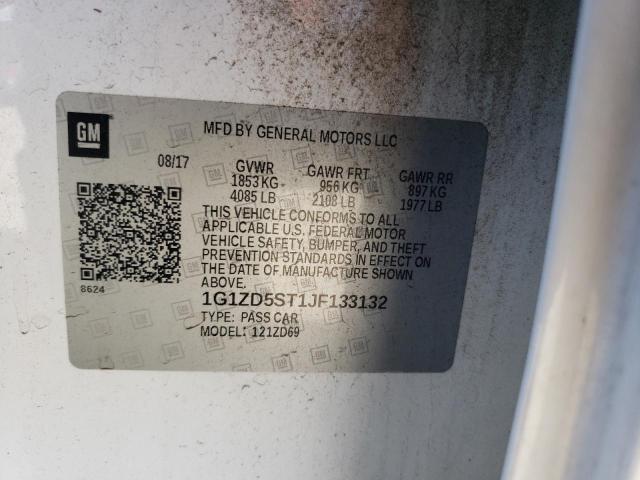 GM
MFD BY GENERAL MOTORS LLC
08/17
GVWR GAWR FRT GAWR RR
1853 KG 956 KG 897 KG
4085 LB 2108 LB 1977 LB
THIS VEHICLE CONFORMS TO ALL
APPLICABLE U.S. FEDERAL MOTOR
VEHICLE SAFETY, BUMPER, AND THEFT
PREVENTION STANDARDS IN EFFECT ON
THE DATE OF MANUFACTURE SHOWN
ABOVE.
8624
1G1ZD5ST1JF133132
TYPE: PASS CAR
MODEL: 121ZD69